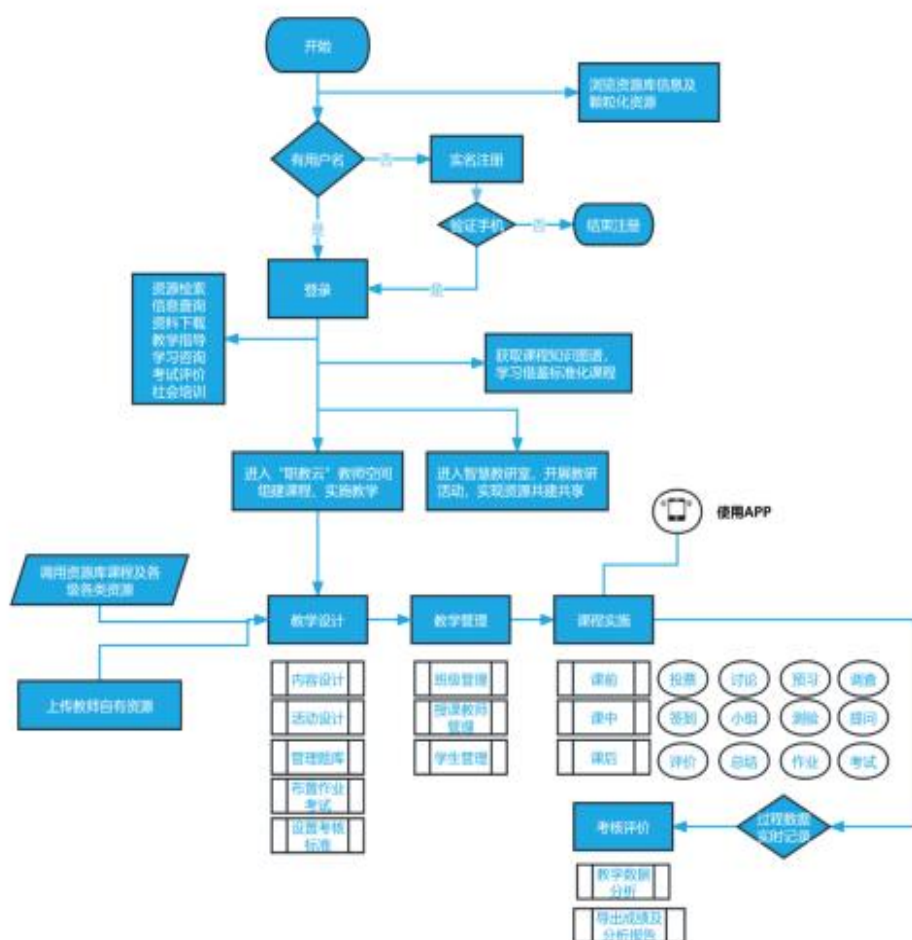 开始
浏览资源库信息及
颗粒化资源
有用户名
否
实名注册
是
验证手机
否
结束注册
登录
是
资源检索
信息查询
资料下载
教学指导
学习咨询
考试评价
社会培训
获取课程知识图谱，
学习借鉴标准化课程
进入“职教云”教师空间
组建课程、实施教学
进入智慧教研室，开展教研
活动，实现资源共建共享
使用APP
调用资源库课程及各
级各类资源
上传教师自有资源
教学设计
教学管理
课程实施
内容设计
活动设计
管理题库
布置作业
考试
设置考核
标准
班级管理
授课教师
管理
学生管理
课前
投票
讨论
预习
调查
课中
签到
小组
测验
提问
课后
评价
总结
作业
考试
考核评价
过程数据
实时记录
教学数据
分析
导出成绩及
分析报告